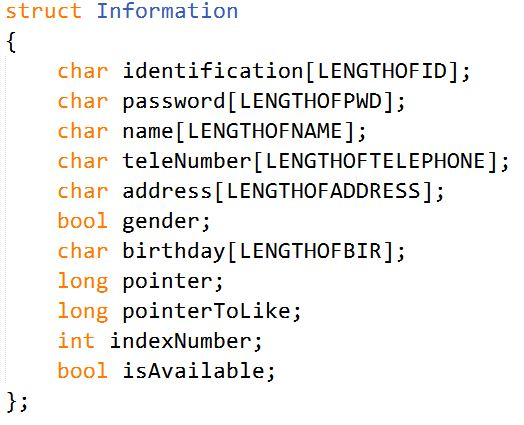 struct Information
{
    char identification[LENGTHOFID];
    char password[LENGTHOFPWD];
    char name[LENGTHOFNAME];
    char teleNumber[LENGTHOFTELEPHONE];
    char address[LENGTHOFADDRESS];
    bool gender;
    char birthday[LENGTHOFBIR];
    long pointer;
    long pointerToLike;
    int indexNumber;
    bool isAvailable;
};